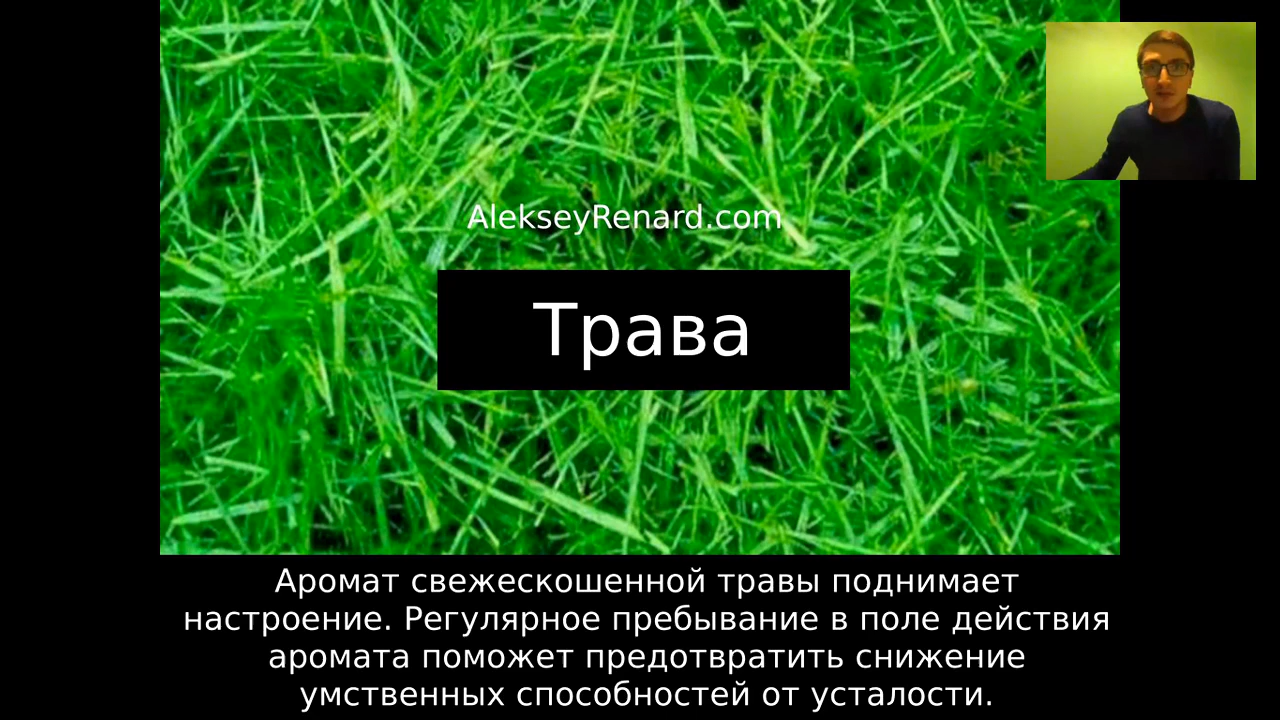 AlekseyRenard.com
Трава
Аромат свежескошенной травы поднимает
настроение. Регулярное пребывание в поле действия
аромата поможет предотвратить снижение
умственных способностей от усталости.